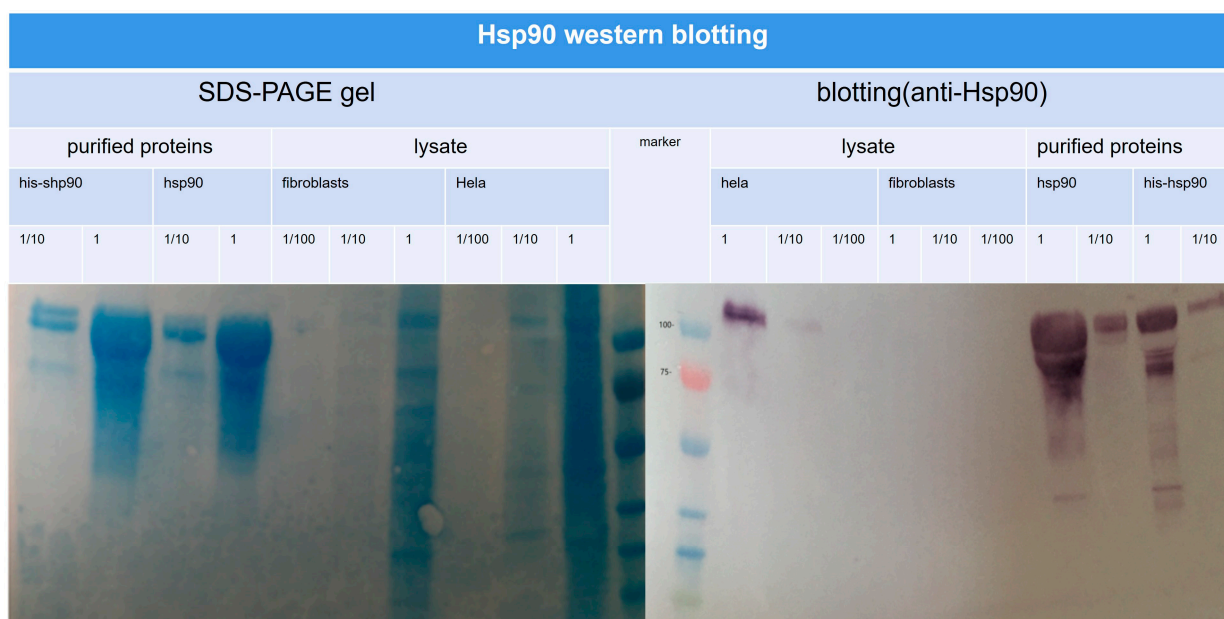 Hsp90 western blotting
SDS-PAGE gel blotting(anti-Hsp90)
purified proteins lysate marker lysate purified proteins
his-shp90 hsp90 fibroblasts Hela hela fibroblasts hsp90 his-hsp90
1/10 1 1/10 1 1/100 1/10 1 1/100 1/10 1 1 1/10 1/100 1 1/10 1/100 1 1/10 1 1/10
100-
75-